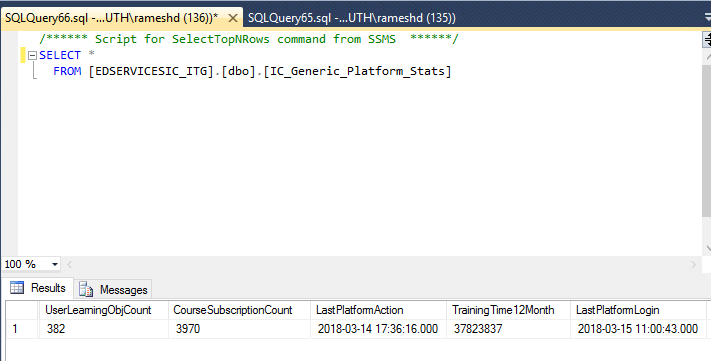 SQLQuery66.sql -...UTH\rameshd (136))* SQLQuery65.sql -...UTH\rameshd (135))
/****** Script for SelectTopNRows command from SSMS ******/
SELECT *
FROM [EDSERVICESIC_ITG].[dbo].[IC_Generic_Platform_Stats]
100 %
Results Messages
UserLearningObjCount CourseSubscriptionCount LastPlatformAction TrainingTime12Month LastPlatformLogin
1 382 3970 2018-03-14 17:36:16.000 37823837 2018-03-15 11:00:43.000